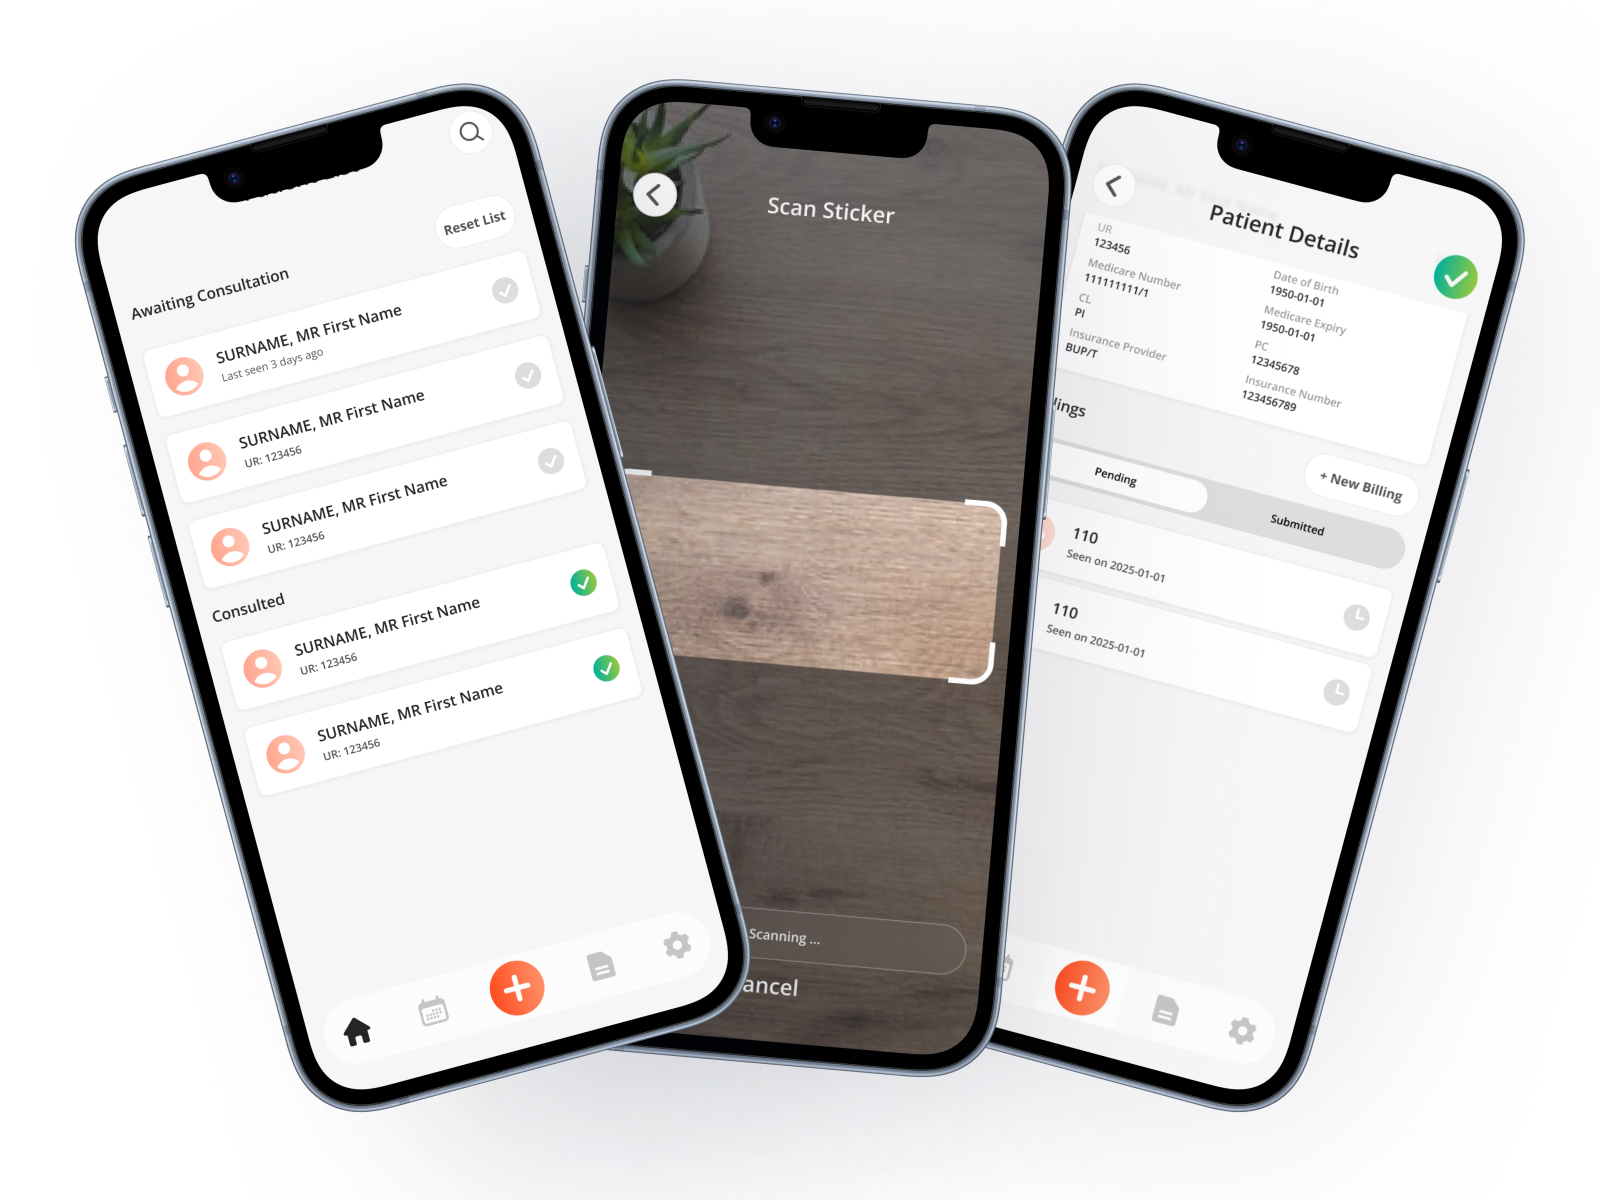 Reset List
Awaiting Consultation
SURNAME, MR First Name
Last seen 3 days ago
SURNAME, MR First Name
UR: 123456
SURNAME, MR First Name
UR: 123456
Consulted
SURNAME, MR First Name
UR: 123456
SURNAME, MR First Name
UR: 123456
Scan Sticker
Scanning ...
ancel
Patient Details
UR
123456
Date of Birth
1950-01-01
Medicare Number
111111111/1
Medicare Expiry
1950-01-01
CL
PI
PC
12345678
Insurance Provider
BUP/T
Insurance Number
123456789
lings
+ New Billing
Pending
Submitted
110
Seen on 2025-01-01
110
Seen on 2025-01-01